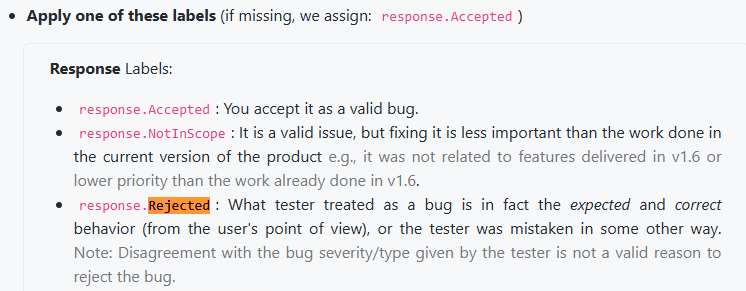 • Apply one of these labels (if missing, we assign: response.Accepted )
Response Labels:
• response.Accepted : You accept it as a valid bug.
• response.NotInScope : It is a valid issue, but fixing it is less important than the work done in
the current version of the product e.g., it was not related to features delivered in v1.6 or
lower priority than the work already done in v1.6.
• response.Rejected : What tester treated as a bug is in fact the expected and correct
behavior (from the user's point of view), or the tester was mistaken in some other way.
Note: Disagreement with the bug severity/type given by the tester is not a valid reason to
reject the bug.